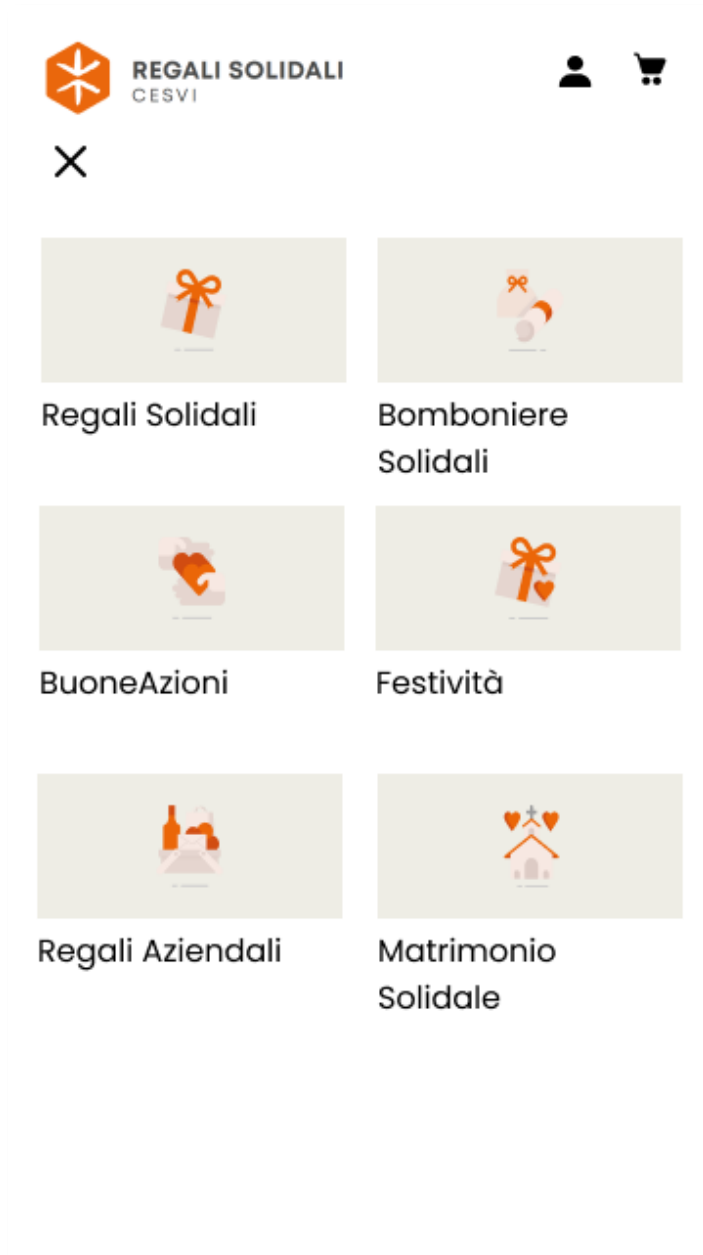 REGALI SOLIDALI
CESVI
Regali Solidali
Bomboniere
Solidali
BuoneAzioni
Festività
Regali Aziendali
Matrimonio
Solidale